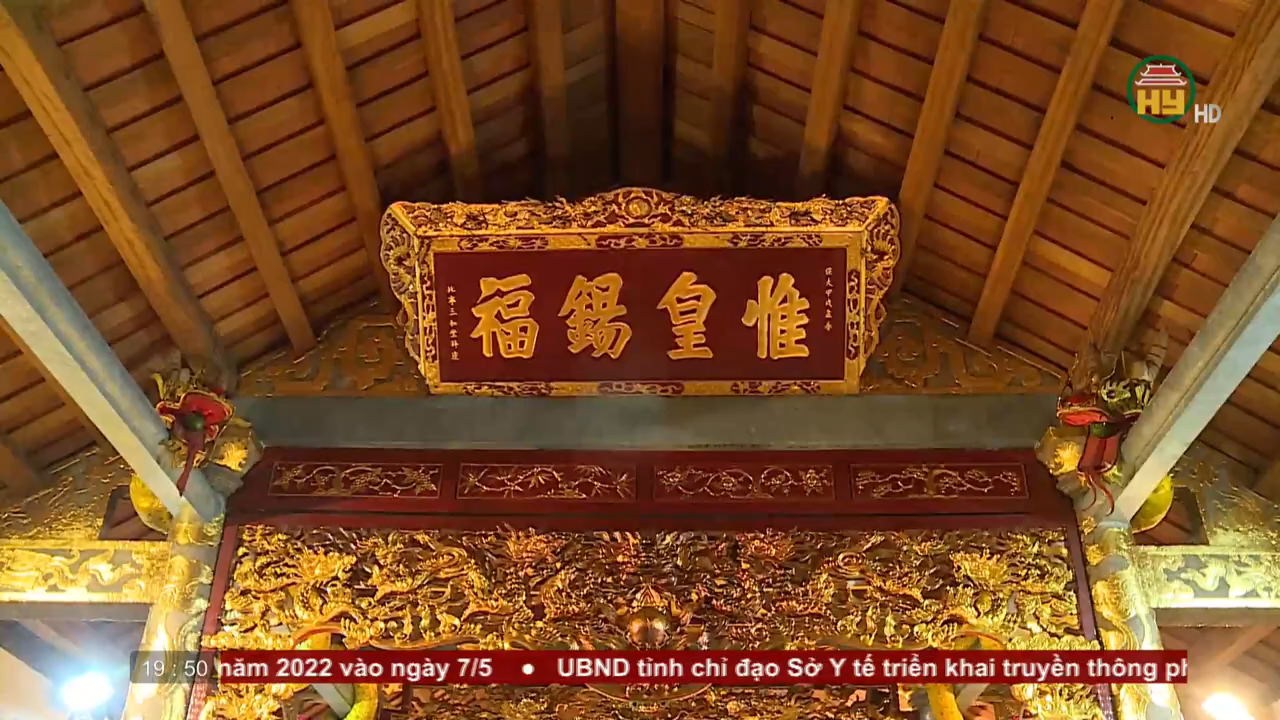 HY HD
惟皇錫福
19 : 50 năm 2022 vào ngày 7/5 • UBND tỉnh chỉ đạo Sở Y tế triển khai truyền thông